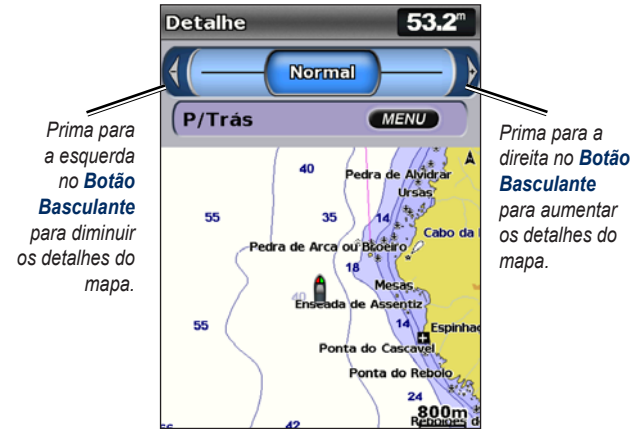 Detalhe
53.2m
Normal
P/Trás
MENU
Prima para
a esquerda
no Botão
Basculante
para diminuir
os detalhes do
mapa.
Prima para a
direita no Botão
Basculante
para aumentar
os detalhes do
mapa.
40
Pedra de Alvidrar
Ursas
55
35
14
Cabo da
Pedra de Arca ou Broeiro
18
Mesas
40
Enseada de Assentiz
55
14
Espinhaç
Ponta do Cascavel
Ponta do Rebolo
24
800m
42